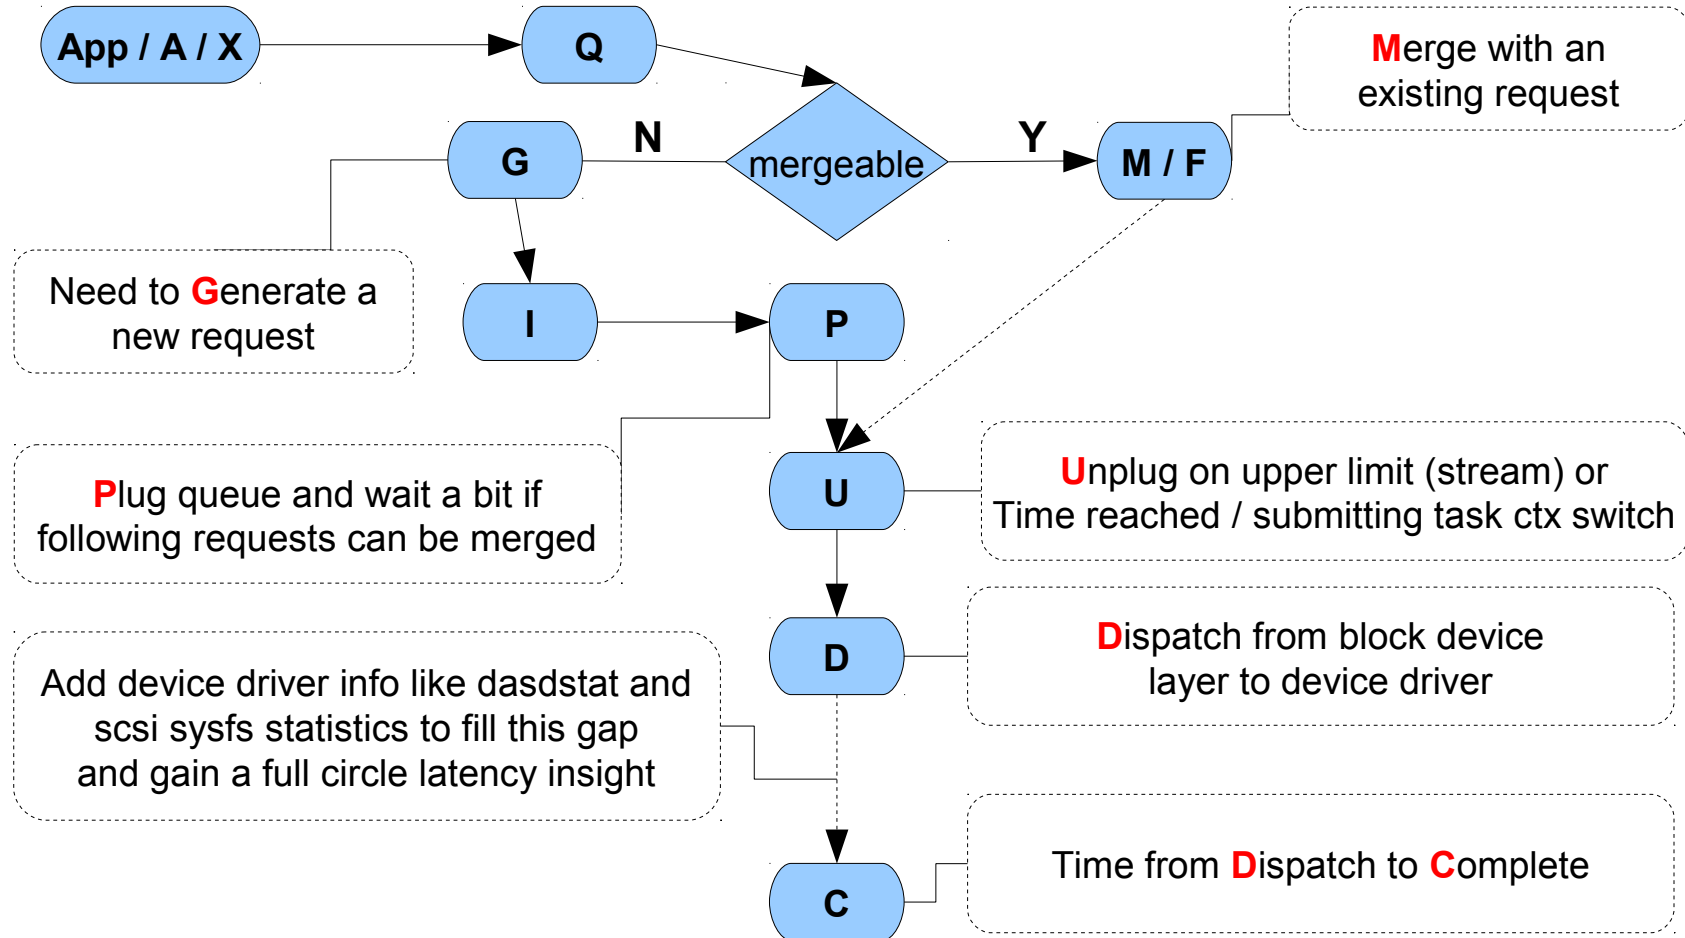 App / A / X
Q
Merge with an
existing request
N
Y
G
mergeable
M / F
Need to Generate a
new request
I
P
Plug queue and wait a bit if
following requests can be merged
U
Unplug on upper limit (stream) or
Time reached / submitting task ctx switch
D
Dispatch from block device
layer to device driver
Add device driver info like dasdstat and
scsi sysfs statistics to fill this gap
and gain a full circle latency insight
C
Time from Dispatch to Complete